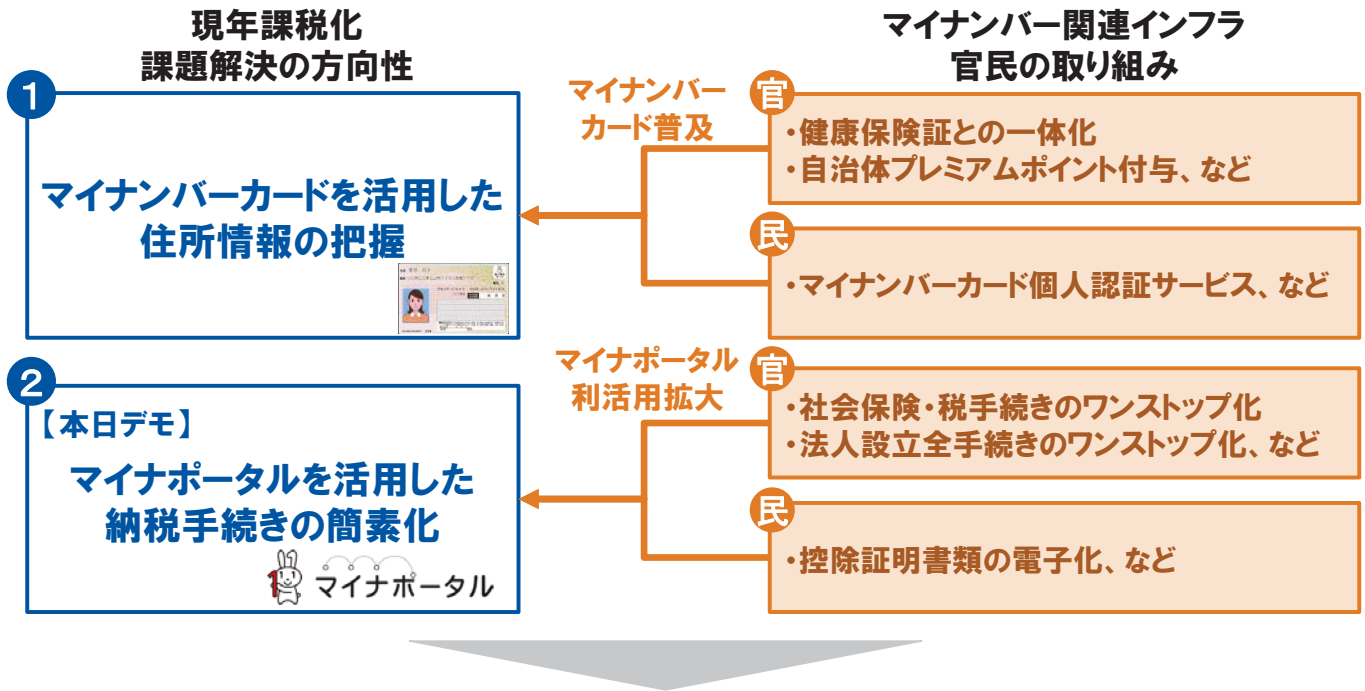 現年課税化
課題解決の方向性
マイナンバー関連インフラ
官民の取り組み
1
マイナンバーカードを活用した
住所情報の把握
マイナンバー
カード普及
官
・健康保険証との一体化
・自治体プレミアムポイント付与、など
民
・マイナンバーカード個人認証サービス、など
2
【本日デモ】
マイナポータルを活用した
納税手続きの簡素化
マイナポータル
マイナポータル
利活用拡大
官
・社会保険・税手続きのワンストップ化
・法人設立全手続きのワンストップ化、など
民
・控除証明書類の電子化、など